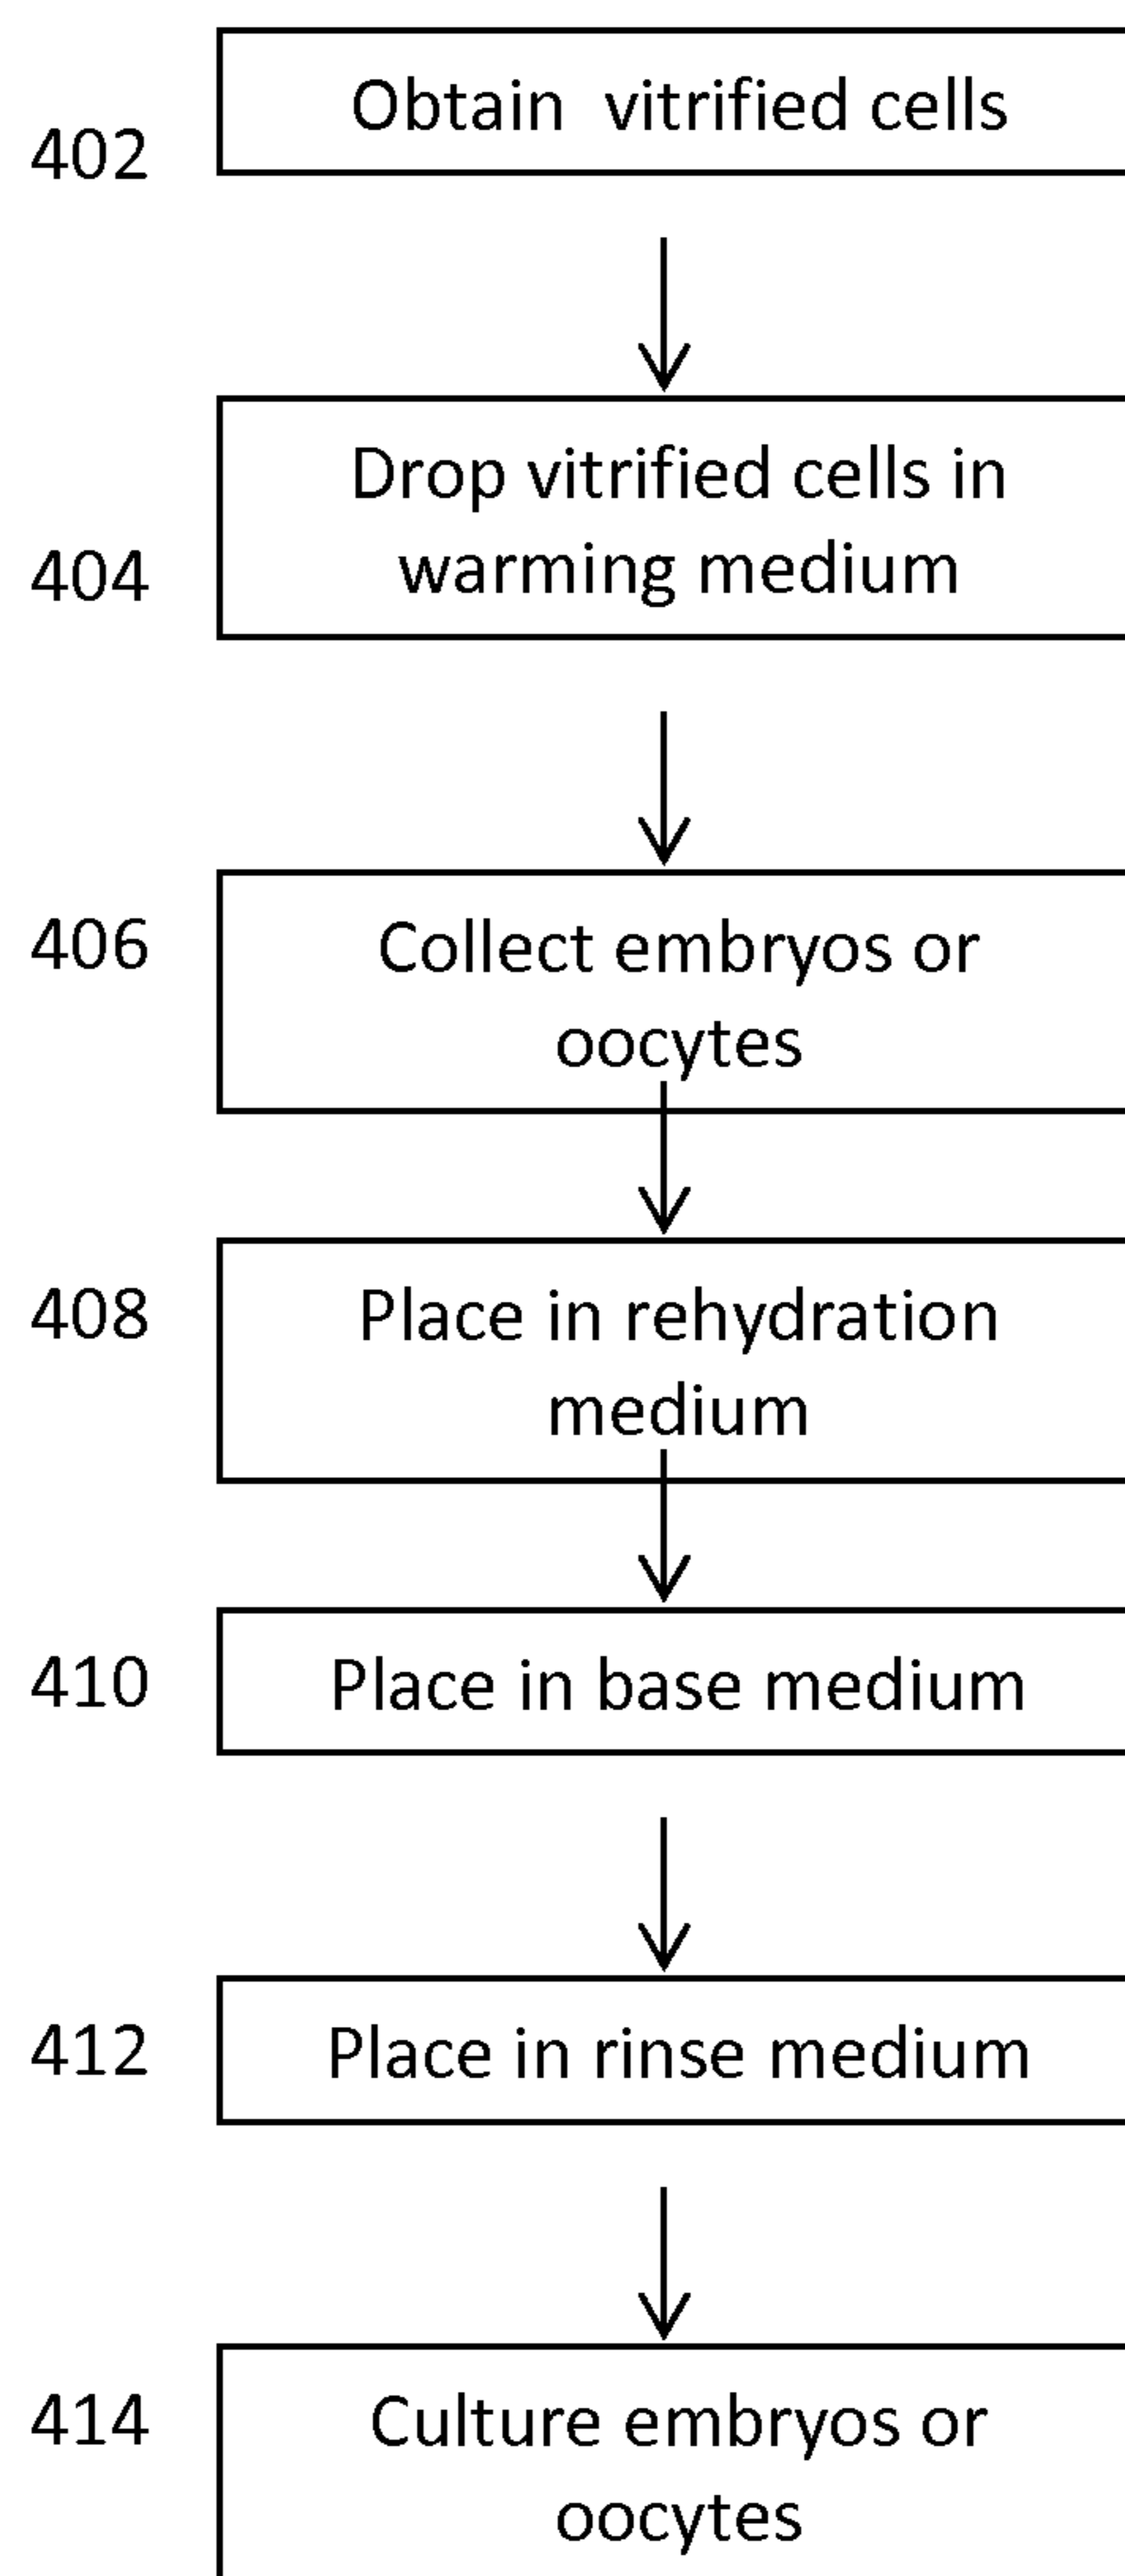 Obtain  vitrified cells
402
Drop vitrified cells in
warming medium
404
406
Collect embryos or
oocytes
408
Place in rehydration
medium
410
Place in base medium
412
Place in rinse medium
414
Culture embryos or
oocytes